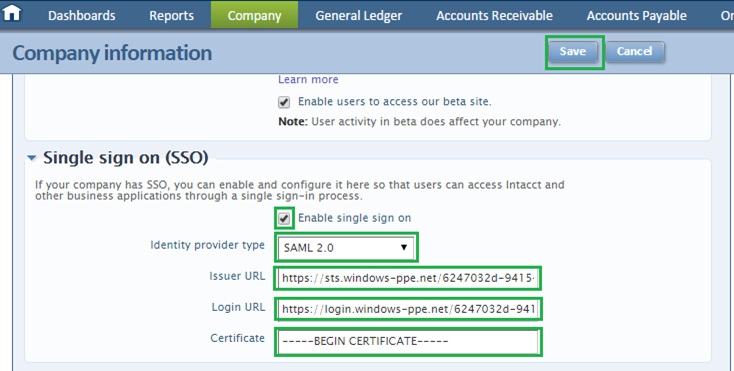 Dashboards Reports Company General Ledger Accounts Receivable Accounts Payable Or
Company information Save Cancel
Learn more
Enable users to access our beta site.
Note: User activity in beta does affect your company.
Single sign on (SSO)
If your company has SSO, you can enable and configure it here so that users can access Intacct and
other business applications through a single sign-in process.
Enable single sign on
Identity provider type SAML 2.0
Issuer URL https://sts.windows-ppe.net/6247032d-9415-
Login URL https://login.windows-ppe.net/6247032d-941
Certificate -----BEGIN CERTIFICATE-----